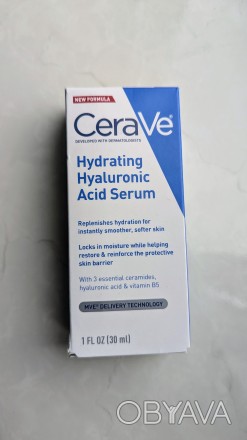 NEW FORMULA
CeraVe
DEVELOPED WITH DERMATOLOGISTS
Hydrating
Hyaluronic
Acid Serum
Replenishes hydration for
instantly smoother, softer skin
Locks in moisture while helping
restore & reinforce the protective
skin barrier
With 3 essential ceramides,
hyaluronic acid & vitamin B5
MVE® DELIVERY TECHNOLOGY
1 FL OZ (30 ml)
OBYAVA